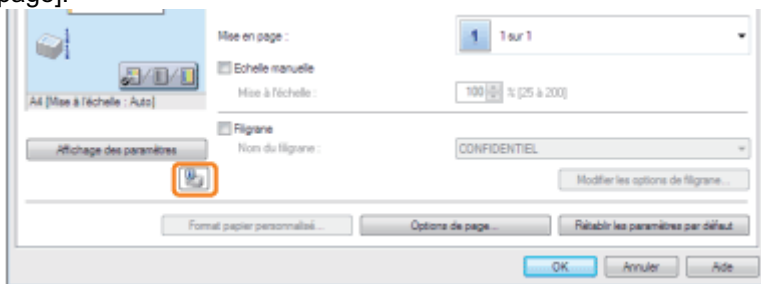 page].
Mise en page :
1 1 sur 1
Echelle manuelle
Mise à l'échelle :
100 % [25 à 200]
A4 [Mise à l'échelle : Auto]
Filigrane
Affichage des paramètres
Nom du filigrane :
CONFIDENTIEL
Modifier les options de filigrane...
Format papier personnalisé...
Options de page...
Rétablir les paramètres par défaut
OK
Annuler
Aide